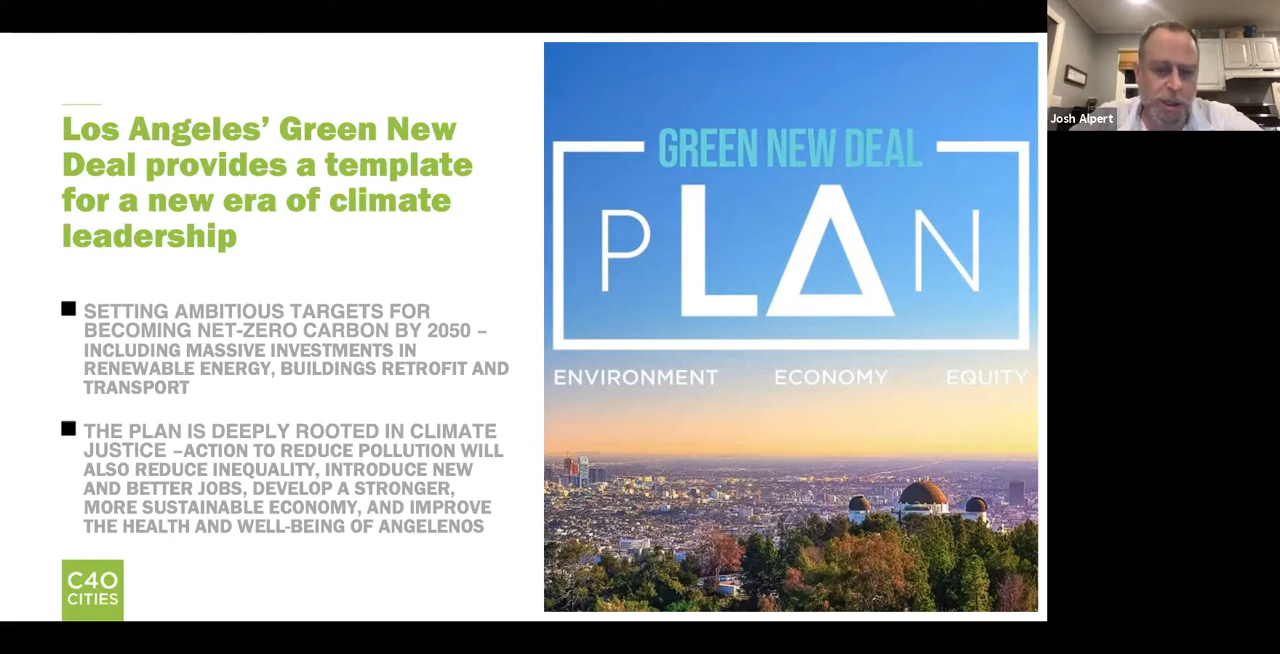 Los Angeles’ Green New
Deal provides a template
for a new era of climate
leadership
SETTING AMBITIOUS TARGETS FOR
BECOMING NET-ZERO CARBON BY 2050 –
INCLUDING MASSIVE INVESTMENTS IN
RENEWABLE ENERGY, BUILDINGS RETROFIT AND
TRANSPORT
THE PLAN IS DEEPLY ROOTED IN CLIMATE
JUSTICE –ACTION TO REDUCE POLLUTION WILL
ALSO REDUCE INEQUALITY, INTRODUCE NEW
AND BETTER JOBS, DEVELOP A STRONGER,
MORE SUSTAINABLE ECONOMY, AND IMPROVE
THE HEALTH AND WELL-BEING OF ANGELENOS
C40
CITIES
GREEN NEW DEAL
PLAN
ENVIRONMENT ECONOMY EQUITY
Josh Alpert